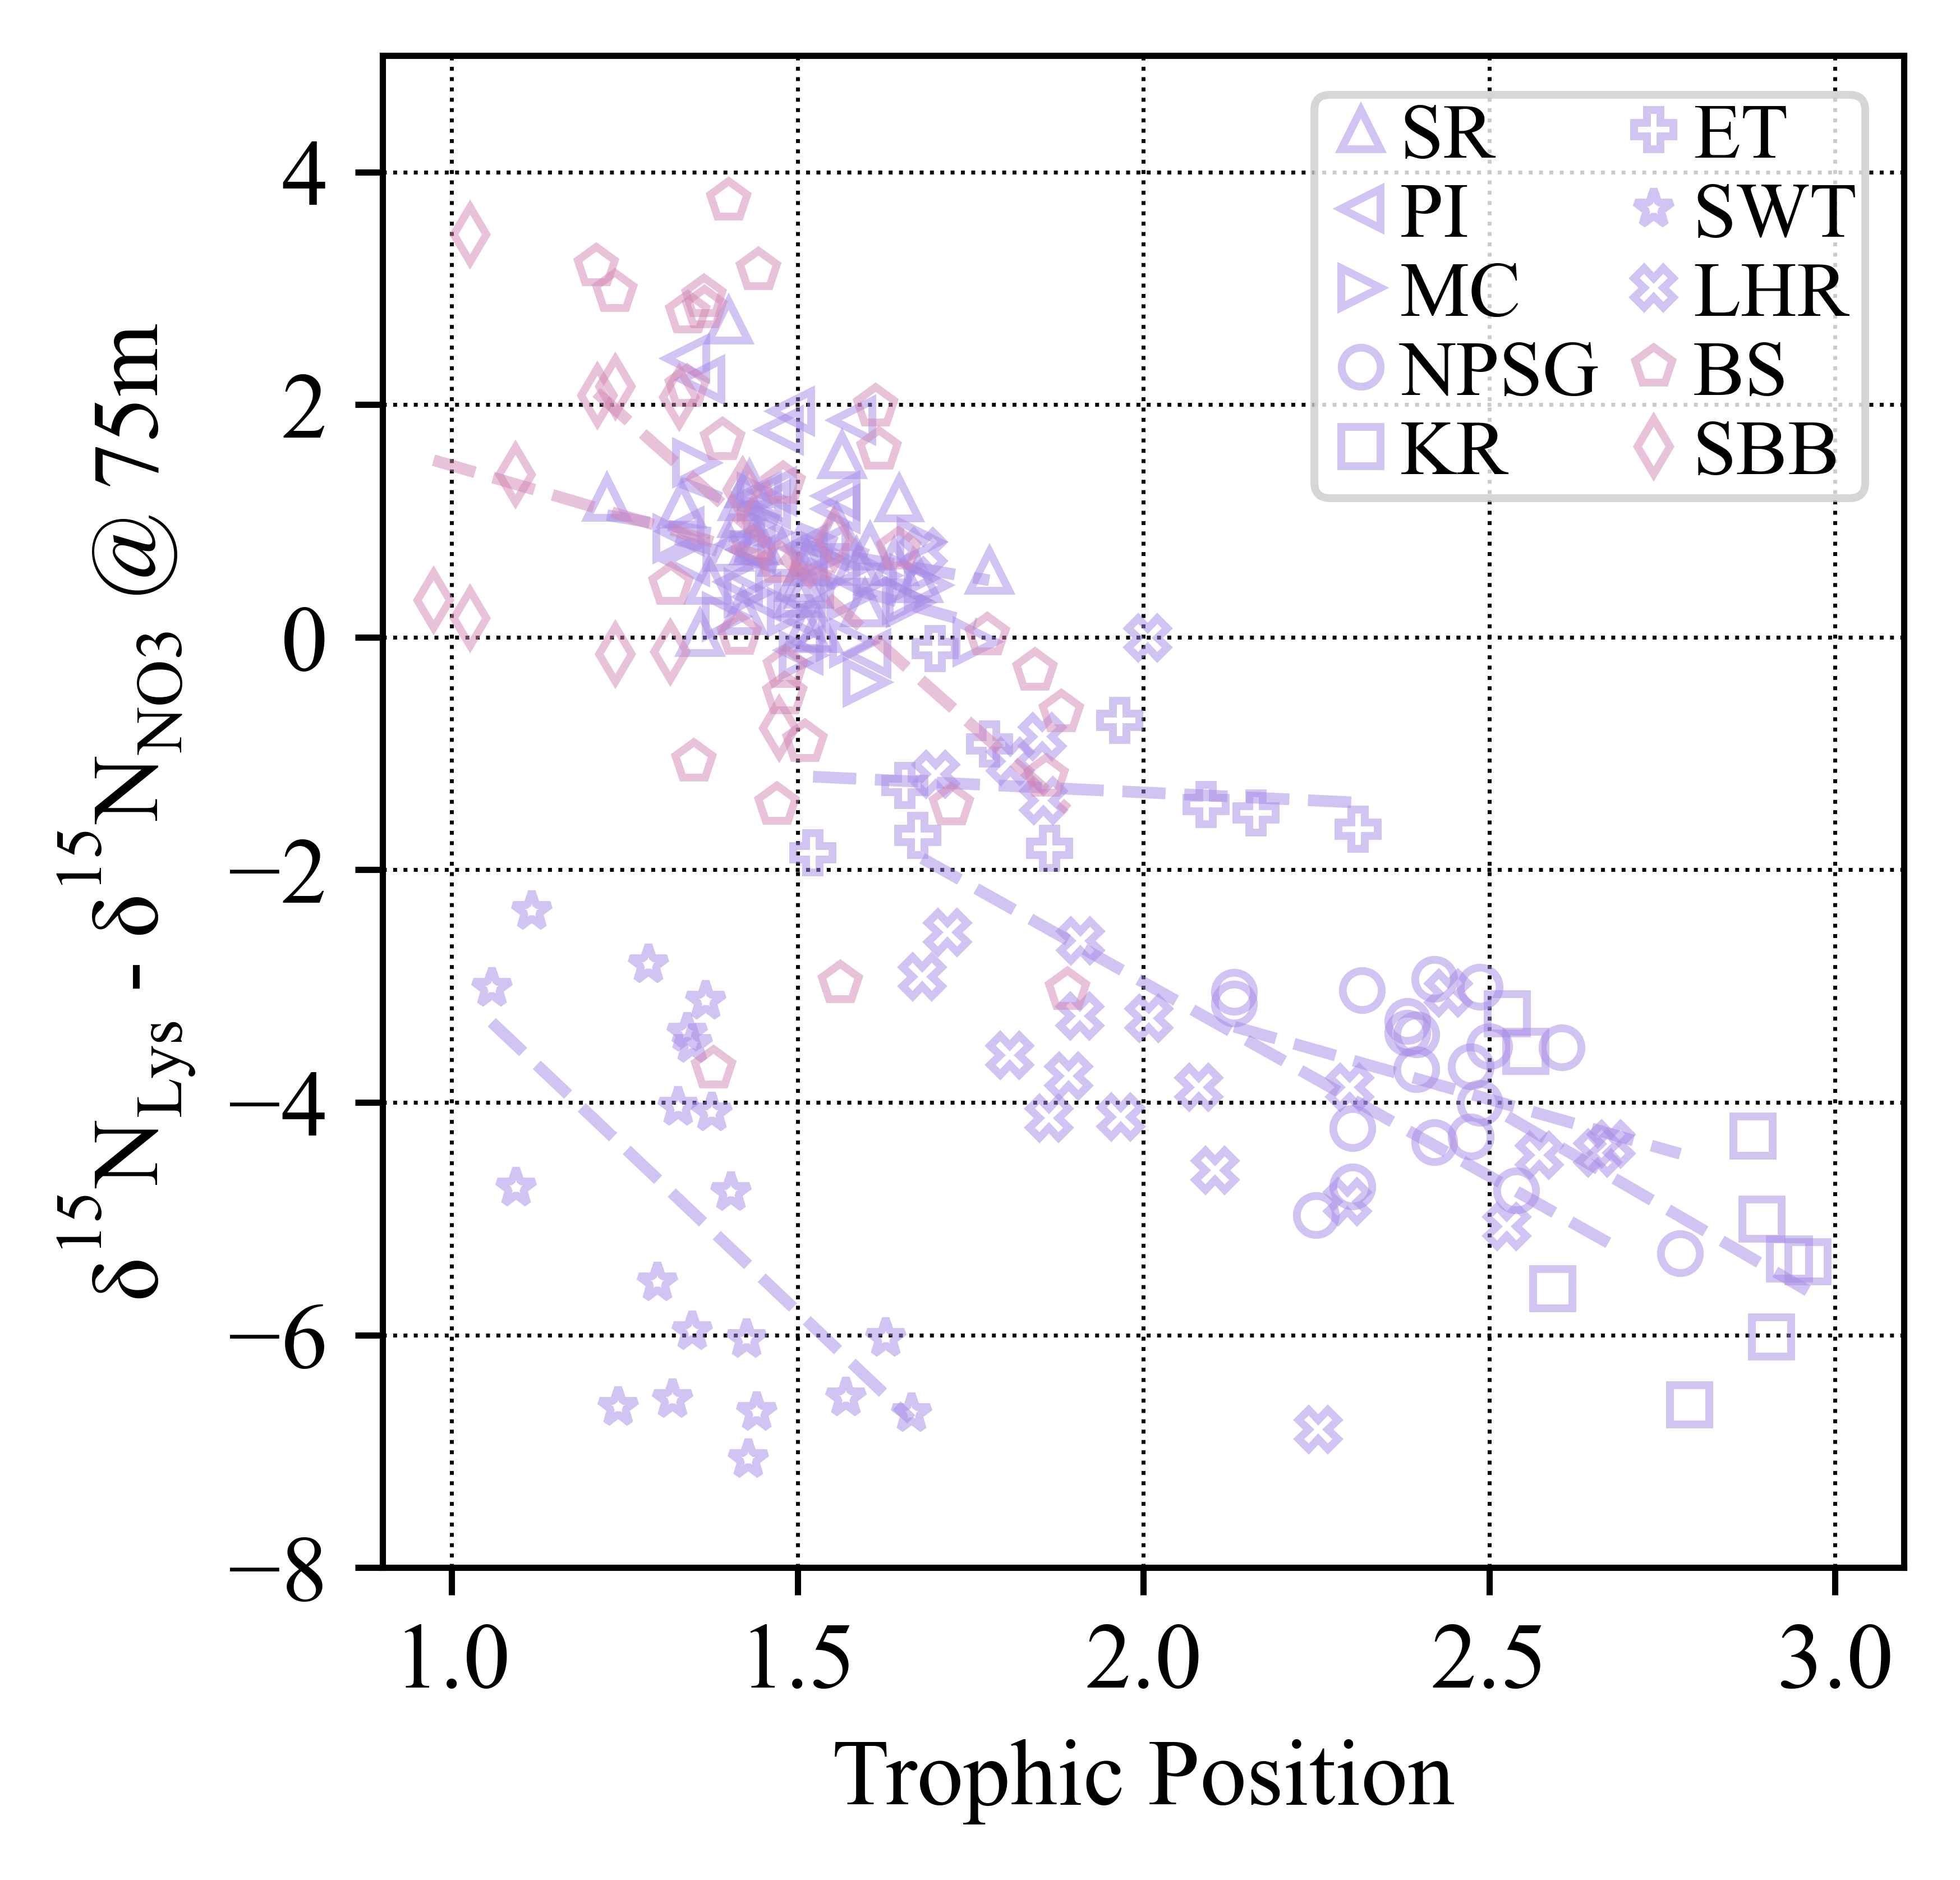 δ15NLys - δ15NNO3 @ 75m
4
2
0
−2
−4
−6
−8
1.0 1.5 2.0 2.5 3.0
Trophic Position
SR ET
PI SWT
MC LHR
NPSG BS
KR SBB